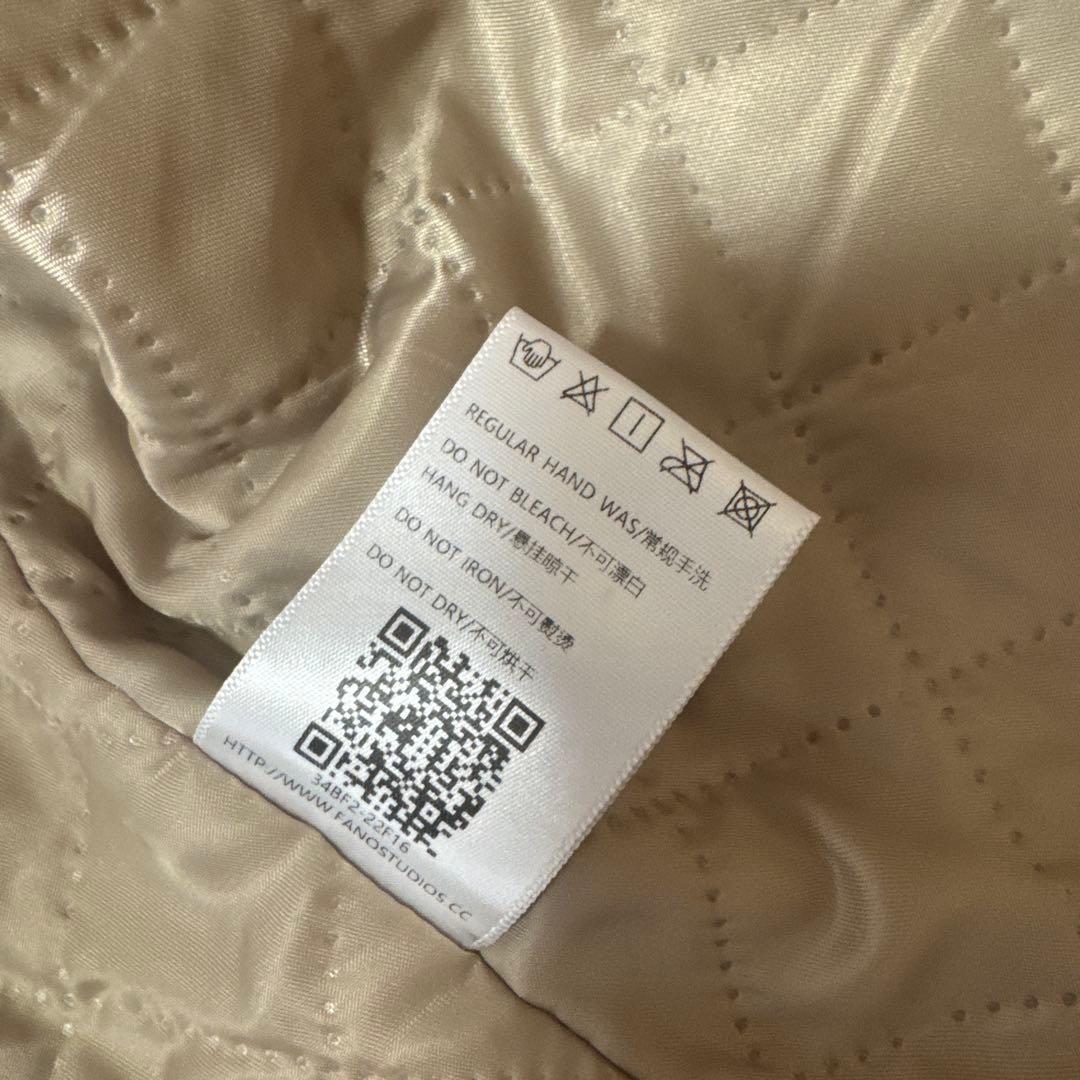 REGULAR HAND WAS/常规手洗
DO NOT BLEACH/不可漂白
HANG DRY/悬挂晾干
DO NOT IRON/不可熨烫
DO NOT DRY/不可烘干
34BF2-22F16
HTTP://WWW.FANOSTUDIOS.CC